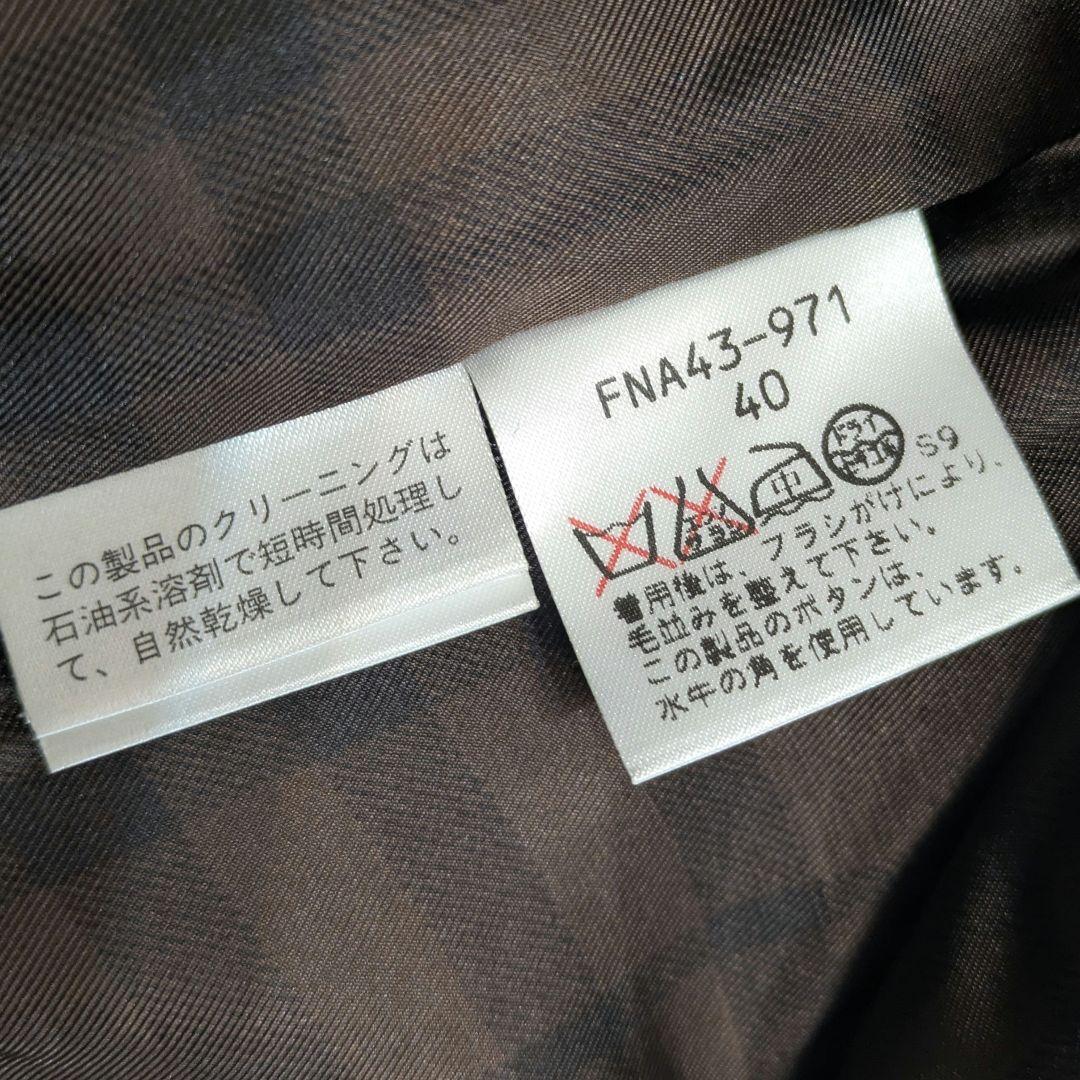 この製品のクリーニングは
石油系溶剤で短時間処理し
て、自然乾燥して下さい。
FNA43-971
40
中
ドライ
セキユ系
S9
着用後は、ブラシがけにより、
毛並みを整えて下さい。
この製品のボタンは、
水牛の角を使用しています。